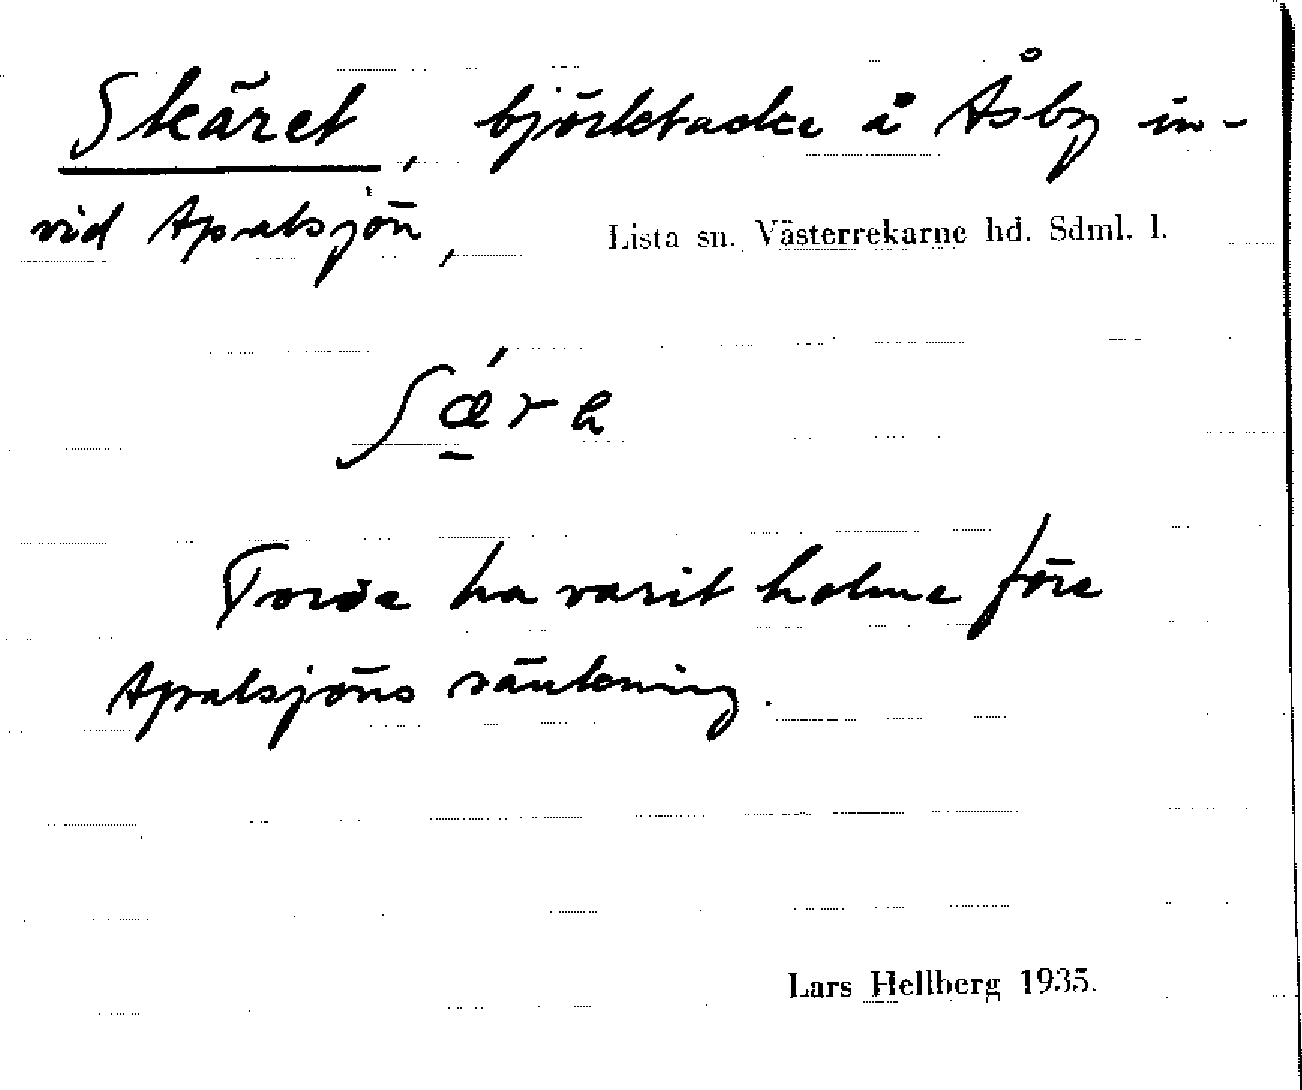 Skäret, björkbacke å Åsby in-
vid Apalsjön, Lista sn. Västerrekarne hd. Sdml. l.
Torde ha varit holme före
Apalsjöns sänkning.
Lars Hellberg 1935.